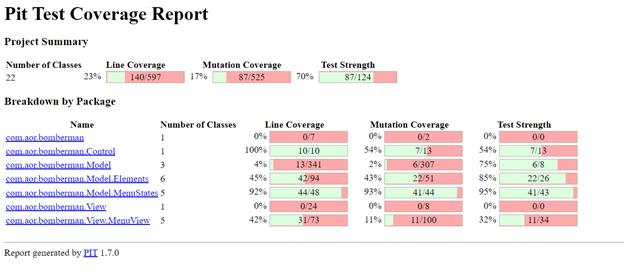 Pit Test Coverage Report
Project Summary
Number of Classes Line Coverage Mutation Coverage Test Strength
22 23% 140/597 17% 87/525 70% 87/124
Breakdown by Package
Name Number of Classes Line Coverage Mutation Coverage Test Strength
com.aor.bomberman 1 0% 0/7 0% 0/2 0% 0/0
com.aor.bomberman.Control 1 100% 10/10 54% 7/13 54% 7/13
com.aor.bomberman.Model 3 4% 13/341 2% 6/307 75% 6/8
com.aor.bomberman.Model.Elements 6 45% 42/94 43% 22/51 85% 22/26
com.aor.bomberman.Model.MenuStates 5 92% 44/48 93% 41/44 95% 41/43
com.aor.bomberman.View 1 0% 0/24 0% 0/8 0% 0/0
com.aor.bomberman.View.MenuView 5 42% 31/73 11% 11/100 32% 11/34
Report generated by PIT 1.7.0